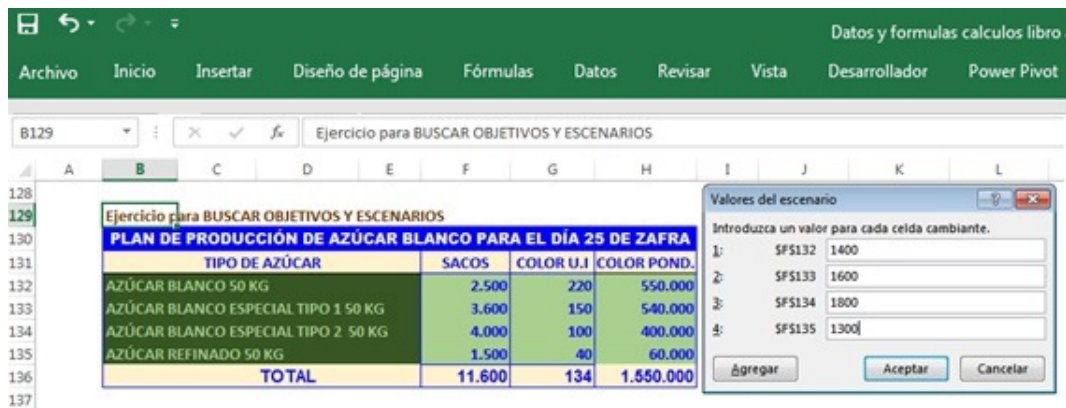 Datos y formulas calculos libro
Archivo Inicio Insertar Diseño de página Fórmulas Datos Revisar Vista Desarrollador Power Pivot
B129 fx Ejercicio para BUSCAR OBJETIVOS Y ESCENARIOS
A B C D E F G H I J K L
128
129 Ejercicio para BUSCAR OBJETIVOS Y ESCENARIOS
130 PLAN DE PRODUCCIÓN DE AZÚCAR BLANCO PARA EL DÍA 25 DE ZAFRA
131 TIPO DE AZÚCAR SACOS COLOR U.I COLOR POND.
132 AZÚCAR BLANCO 50 KG 2.500 220 550.000
133 AZÚCAR BLANCO ESPECIAL TIPO 1 50 KG 3.600 150 540.000
134 AZÚCAR BLANCO ESPECIAL TIPO 2 50 KG 4.000 100 400.000
135 AZÚCAR REFINADO 50 KG 1.500 40 60.000
136 TOTAL 11.600 134 1.550.000
137
Valores del escenario
Introduzca un valor para cada celda cambiante.
1: $F$132 1400
2: $F$133 1600
3: $F$134 1800
4: $F$135 1300
Agregar Aceptar Cancelar